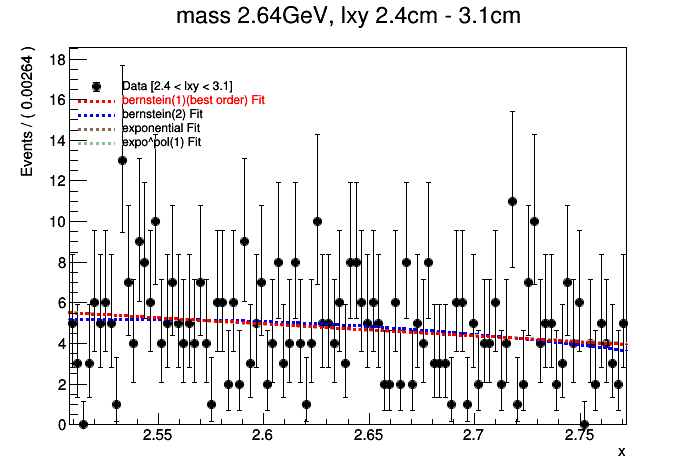 mass 2.64GeV, lxy 2.4cm - 3.1cm
Events / ( 0.00264 )
18
16
14
12
10
8
6
4
2
0
Data [2.4 < lxy < 3.1]
bernstein(1)(best order) Fit
bernstein(2) Fit
exponential Fit
expo^pol(1) Fit
2.55 2.6 2.65 2.7 2.75
x